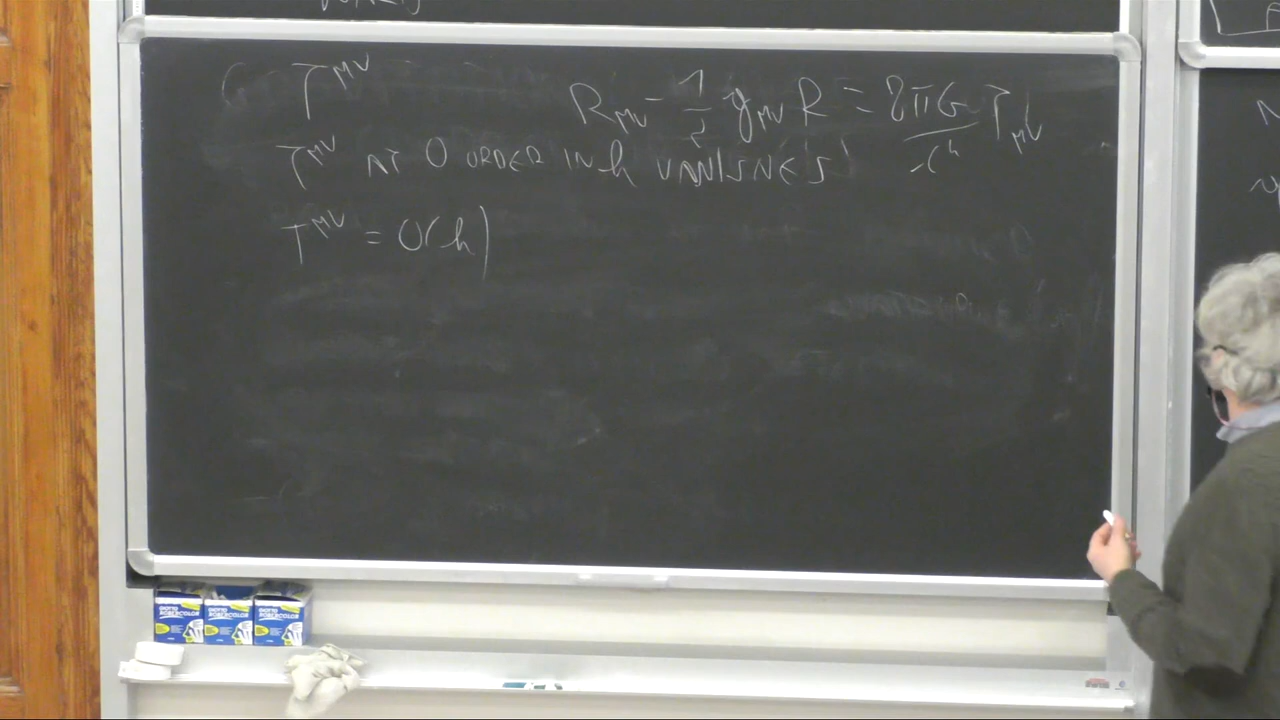 T^{μν}
R_{μν} - 1/2 g_{μν} R = 8πG/c^4 T_{μν}
T^{μν} AT 0 ORDER IN h VANISHES
T^{μν} = O(h)